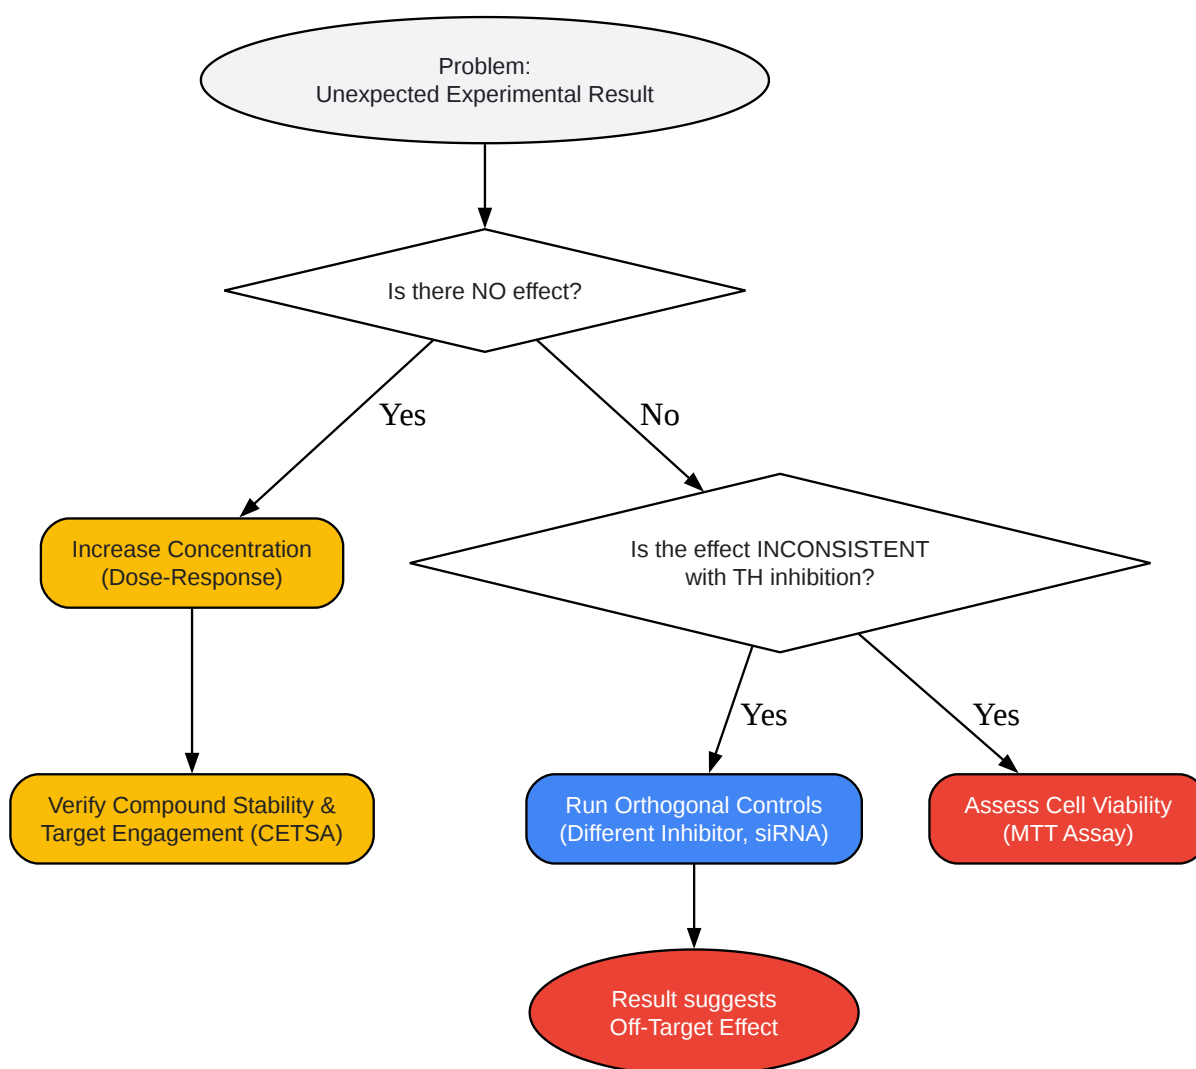 Problem:
Unexpected Experimental Result
Is there NO effect?
Yes
No
Increase Concentration
(Dose-Response)
Is the effect INCONSISTENT
with TH inhibition?
Yes
Yes
Verify Compound Stability &
Target Engagement (CETSA)
Run Orthogonal Controls
(Different Inhibitor, siRNA)
Assess Cell Viability
(MTT Assay)
Result suggests
Off-Target Effect